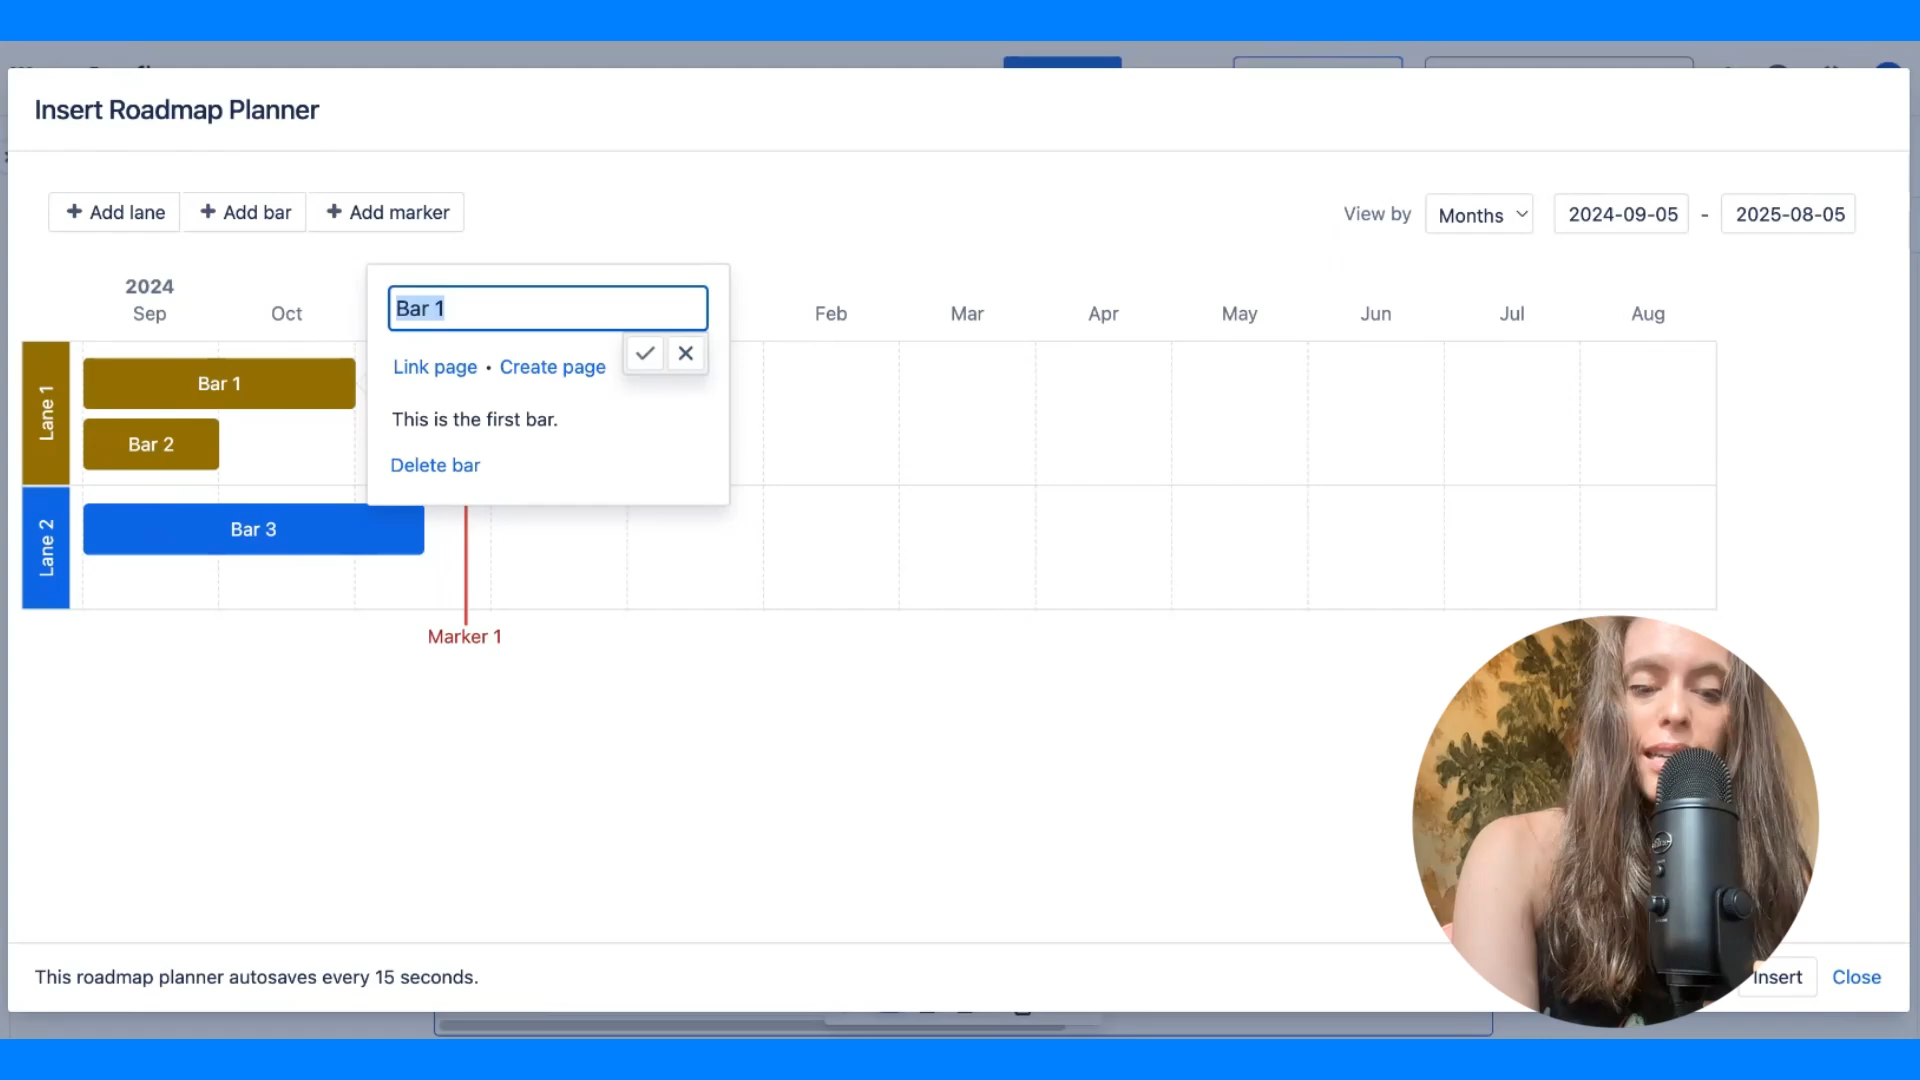 Insert Roadmap Planner
Add lane
Add bar
Add marker
View by
Months
2024-09-05 - 2025-08-05
2024
Sep
Oct
Feb
Mar
Apr
May
Jun
Jul
Aug
Bar 1
Link page • Create page
This is the first bar.
Delete bar
Lane 1
Bar 1
Bar 2
Lane 2
Bar 3
Marker 1
This roadmap planner autosaves every 15 seconds.
Insert
Close